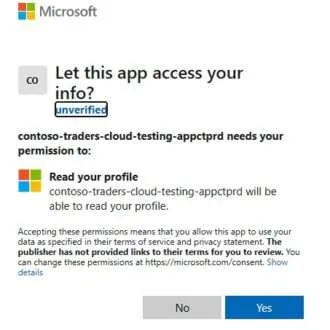 Microsoft
CO
Let this app access your
info?
unverified
contoso-traders-cloud-testing-appctprd needs your
permission to:
Read your profile
contoso-traders-cloud-testing-appctprd will be
able to read your profile.
Accepting these permissions means that you allow this app to use your
data as specified in their terms of service and privacy statement. The
publisher has not provided links to their terms for you to review. You
can change these permissions at https://microsoft.com/consent. Show
details
No
Yes